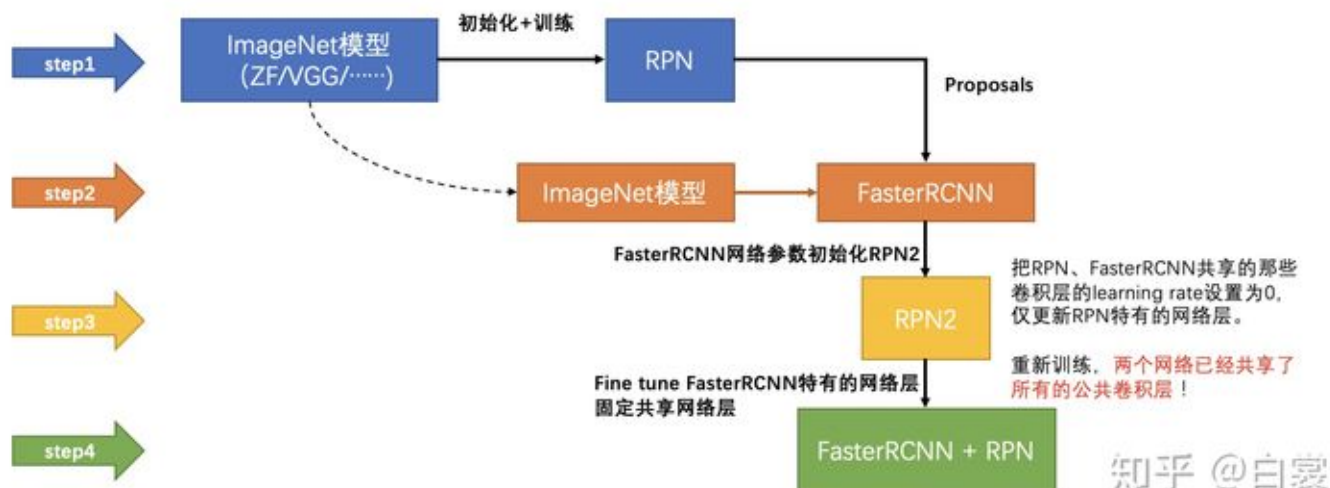 初始化+训练
step1
ImageNet模型
（ZF/VGG/……)
RPN
Proposals
step2
ImageNet模型
FasterRCNN
FasterRCNN网络参数初始化RPN2
把RPN、FasterRCNN共享的那些
卷积层的learning rate设置为0，
仅更新RPN特有的网络层。
step3
RPN2
重新训练，两个网络已经共享了
所有的公共卷积层！
Fine tune FasterRCNN特有的网络层
固定共享网络层
step4
FasterRCNN + RPN
知乎 @白裳